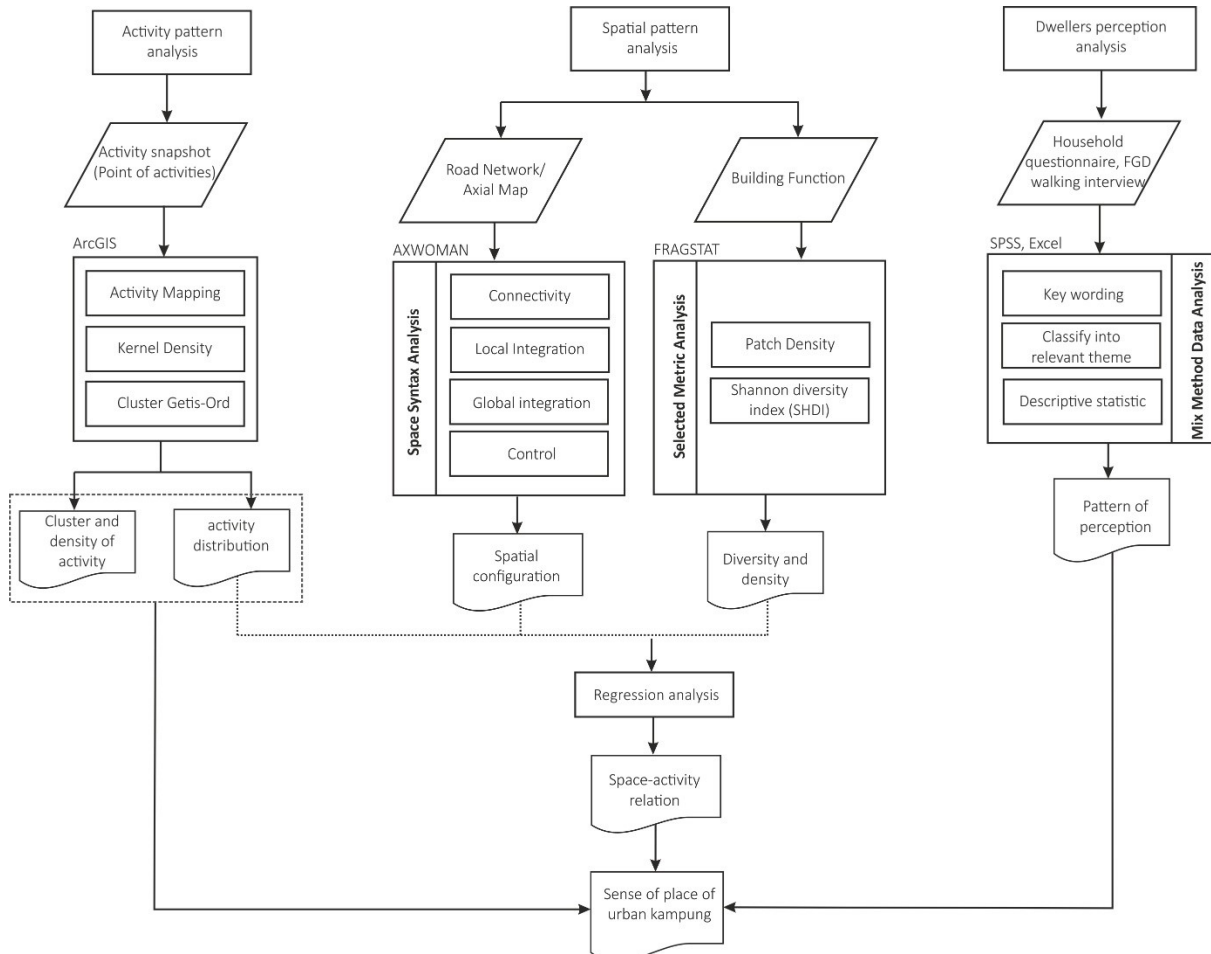 Activity pattern
analysis
Spatial pattern
analysis
Dwellers perception
analysis
Activity snapshot
(Point of activities)
Road Network/
Axial Map
Building Function
Household
questionnaire, FGD
walking interview
ArcGIS
Activity Mapping
Kernel Density
Cluster Getis-Ord
AXWOMAN
Space Syntax Analysis
Connectivity
Local Integration
Global integration
Control
FRAGSTAT
Selected Metric Analysis
Patch Density
Shannon diversity
index (SHDI)
SPSS, Excel
Key wording
Classify into
relevant theme
Descriptive statistic
Mix Method Data Analysis
Cluster and
density of
activity
activity
distribution
Spatial
configuration
Diversity and
density
Pattern of
perception
Regression analysis
Space-activity
relation
Sense of place of
urban kampung